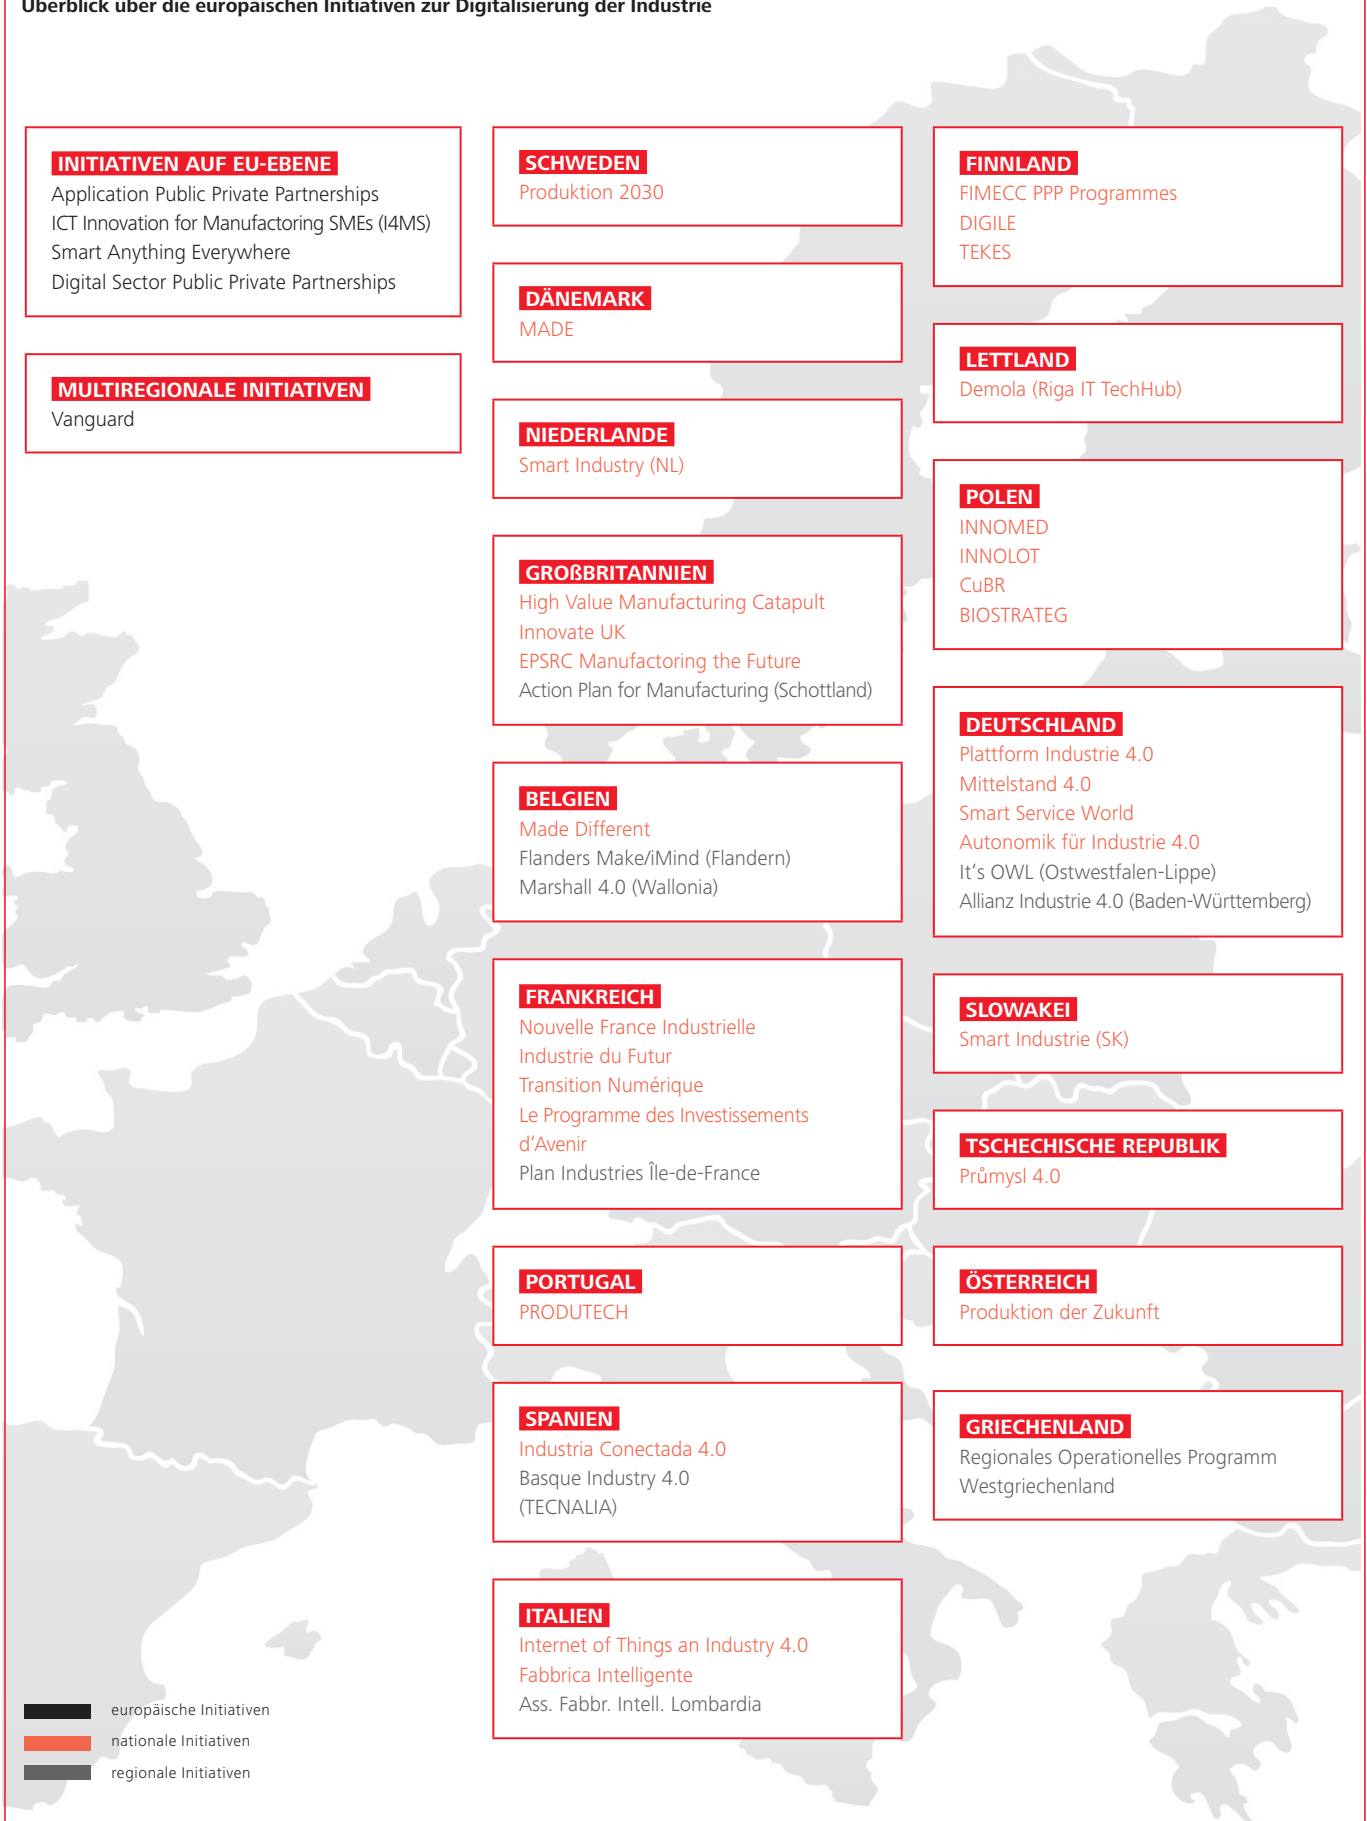 Überblick über die europäischen Initiativen zur Digitalisierung der Industrie
INITIATIVEN AUF EU-EBENE
Application Public Private Partnerships
ICT Innovation for Manufactoring SMEs (I4MS)
Smart Anything Everywhere
Digital Sector Public Private Partnerships
MULTIREGIONALE INITIATIVEN
Vanguard
SCHWEDEN
Produktion 2030
DÄNEMARK
MADE
NIEDERLANDE
Smart Industry (NL)
GROßBRITANNIEN
High Value Manufacturing Catapult
Innovate UK
EPSRC Manufactoring the Future
Action Plan for Manufacturing (Schottland)
BELGIEN
Made Different
Flanders Make/iMind (Flandern)
Marshall 4.0 (Wallonia)
FRANKREICH
Nouvelle France Industrielle
Industrie du Futur
Transition Numérique
Le Programme des Investissements
d’Avenir
Plan Industries Île-de-France
PORTUGAL
PRODUTECH
SPANIEN
Industria Conectada 4.0
Basque Industry 4.0
(TECNALIA)
ITALIEN
Internet of Things an Industry 4.0
Fabbrica Intelligente
Ass. Fabbr. Intell. Lombardia
FINNLAND
FIMECC PPP Programmes
DIGILE
TEKES
LETTLAND
Demola (Riga IT TechHub)
POLEN
INNOMED
INNOLOT
CuBR
BIOSTRATEG
DEUTSCHLAND
Plattform Industrie 4.0
Mittelstand 4.0
Smart Service World
Autonomik für Industrie 4.0
It‘s OWL (Ostwestfalen-Lippe)
Allianz Industrie 4.0 (Baden-Württemberg)
SLOWAKEI
Smart Industrie (SK)
TSCHECHISCHE REPUBLIK
Průmysl 4.0
ÖSTERREICH
Produktion der Zukunft
GRIECHENLAND
Regionales Operationelles Programm
Westgriechenland
europäische Initiativen
nationale Initiativen
regionale Initiativen